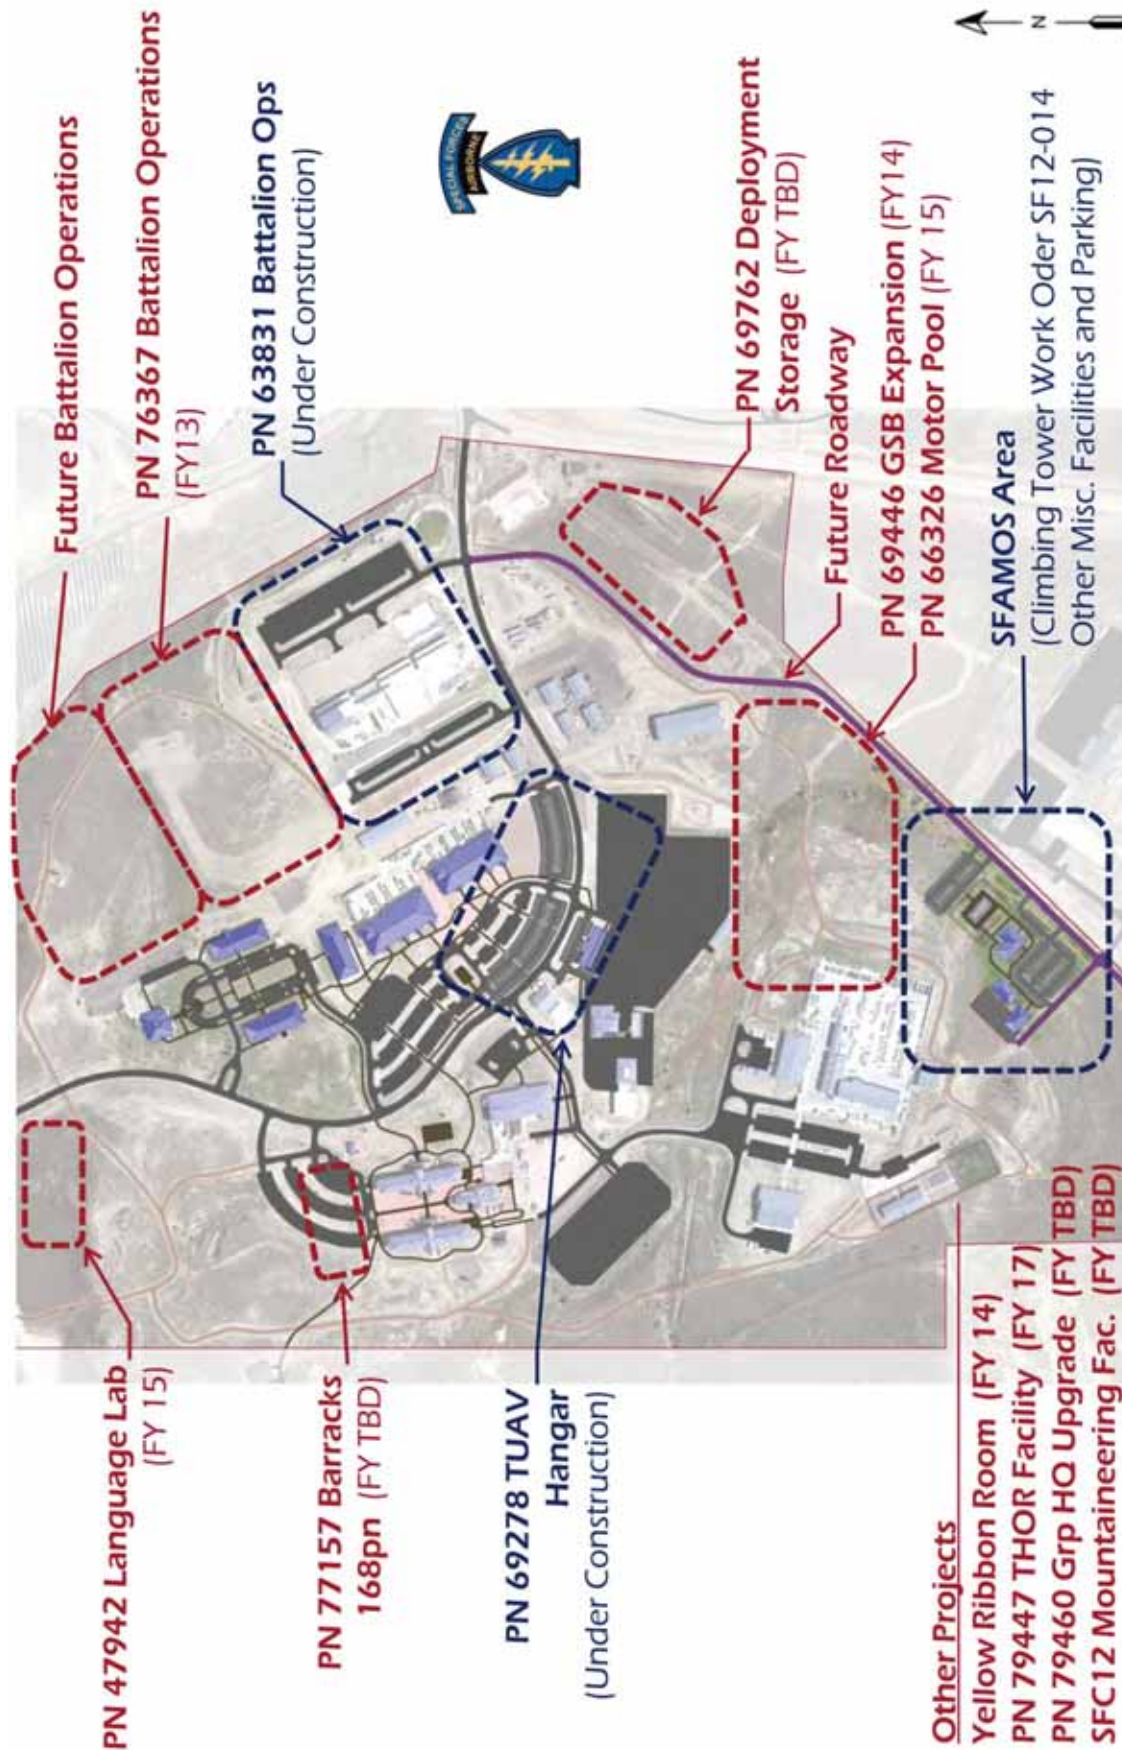 Future Battalion Operations
PN 76367 Battalion Operations
(FY13)
PN 63831 Battalion Ops
(Under Construction)
SPECIAL FORCES
AIRBORNE
PN 69762 Deployment
Storage (FY TBD)
Future Roadway
PN 69446 GSB Expansion (FY14)
PN 66326 Motor Pool (FY 15)
SFAMOS Area
(Climbing Tower Work Oder SF12-014
Other Misc. Facilities and Parking)
N
PN 47942 Language Lab
(FY 15)
PN 77157 Barracks
168pn (FY TBD)
PN 69278 TUAV
Hangar
(Under Construction)
Other Projects
Yellow Ribbon Room (FY 14)
PN 79447 THOR Facility (FY 17)
PN 79460 Grp HQ Upgrade (FY TBD)
SFC12 Mountaineering Fac. (FY TBD)